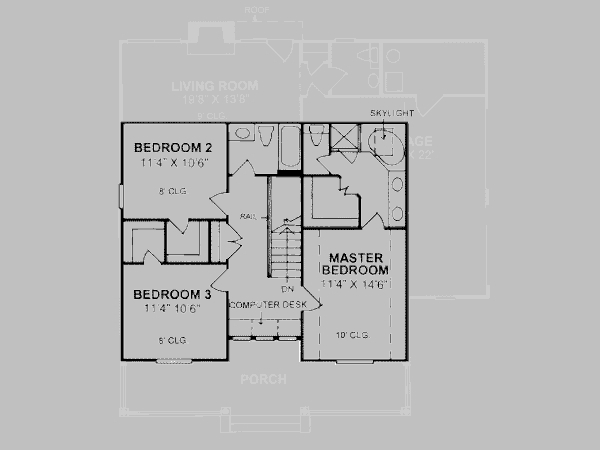 ROOF
LIVING ROOM
19'8" X 13'8"
9' CLG
SKYLIGHT
BEDROOM 2
11'4" X 10'6"
8' CLG
X 22'
RAIL
DN
MASTER
BEDROOM
11'4" X 14'6"
10' CLG
BEDROOM 3
11'4" 10'6"
8' CLG
COMPUTER DESK
PORCH